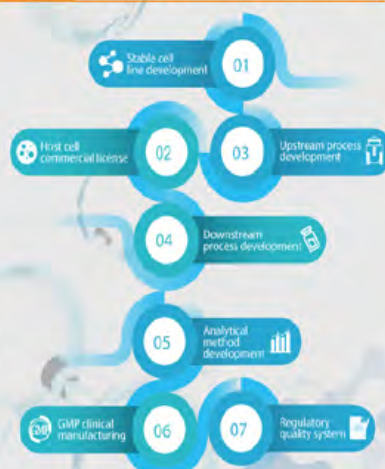 Stable cell
line development
01
Host cell
commercial license
02
03
Upstream process
development
04
Downstream
process development
05
Analytical
method
development
GMP
GMP clinical
manufacturing
06
07
Regulatory
quality system